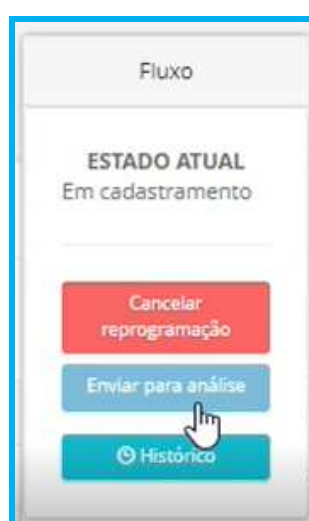 Fluxo
ESTADO ATUAL
Em cadastramento
Cancelar
reprogramação
Enviar para análise
Histórico